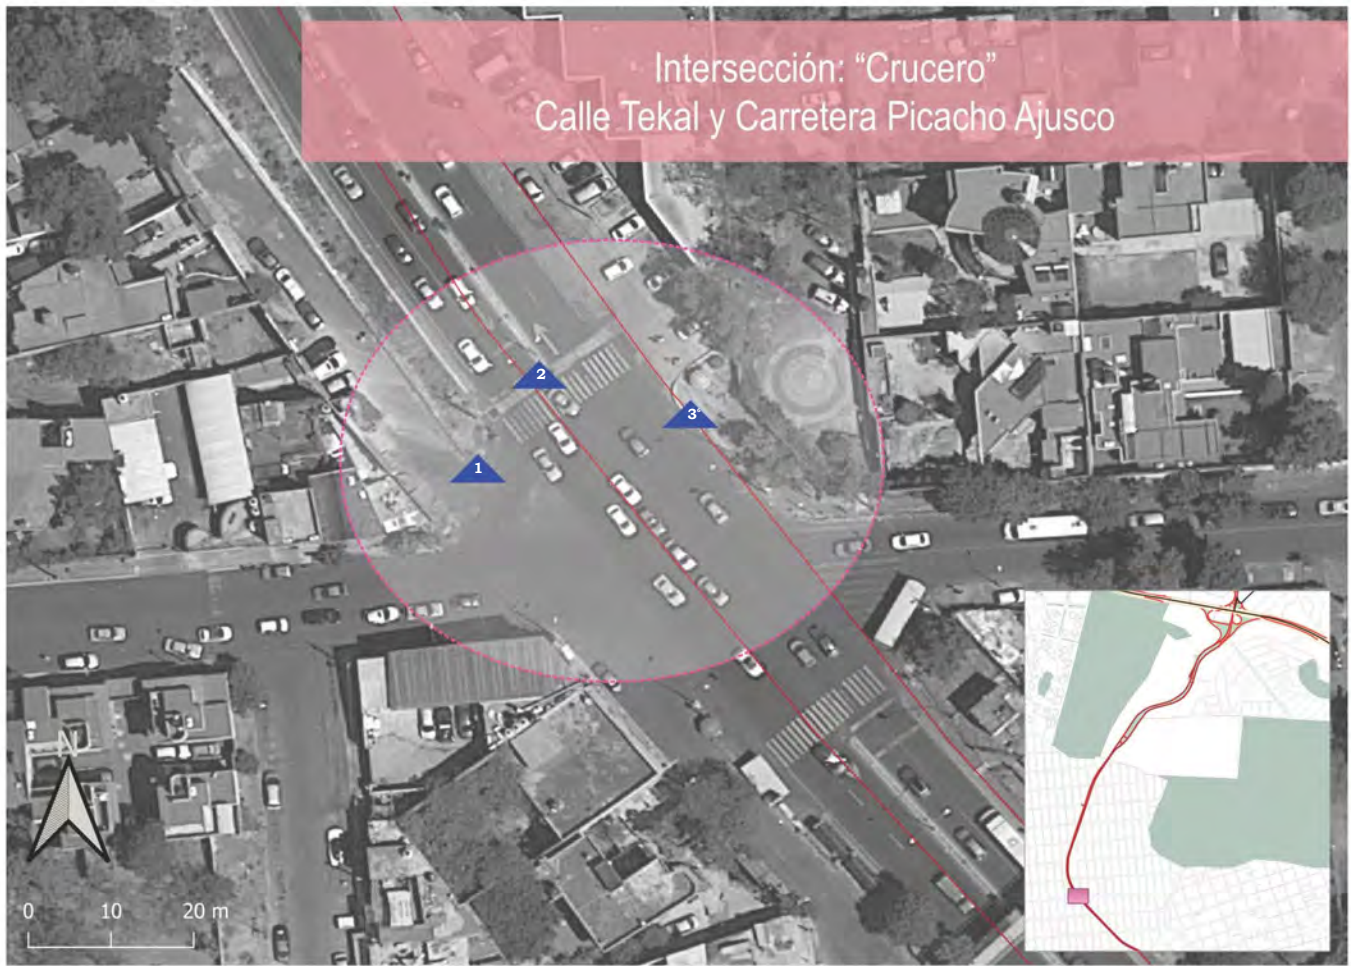 Intersección: “Crucero”
Calle Tekal y Carretera Picacho Ajusco
2
3
1
N
0 10 20 m